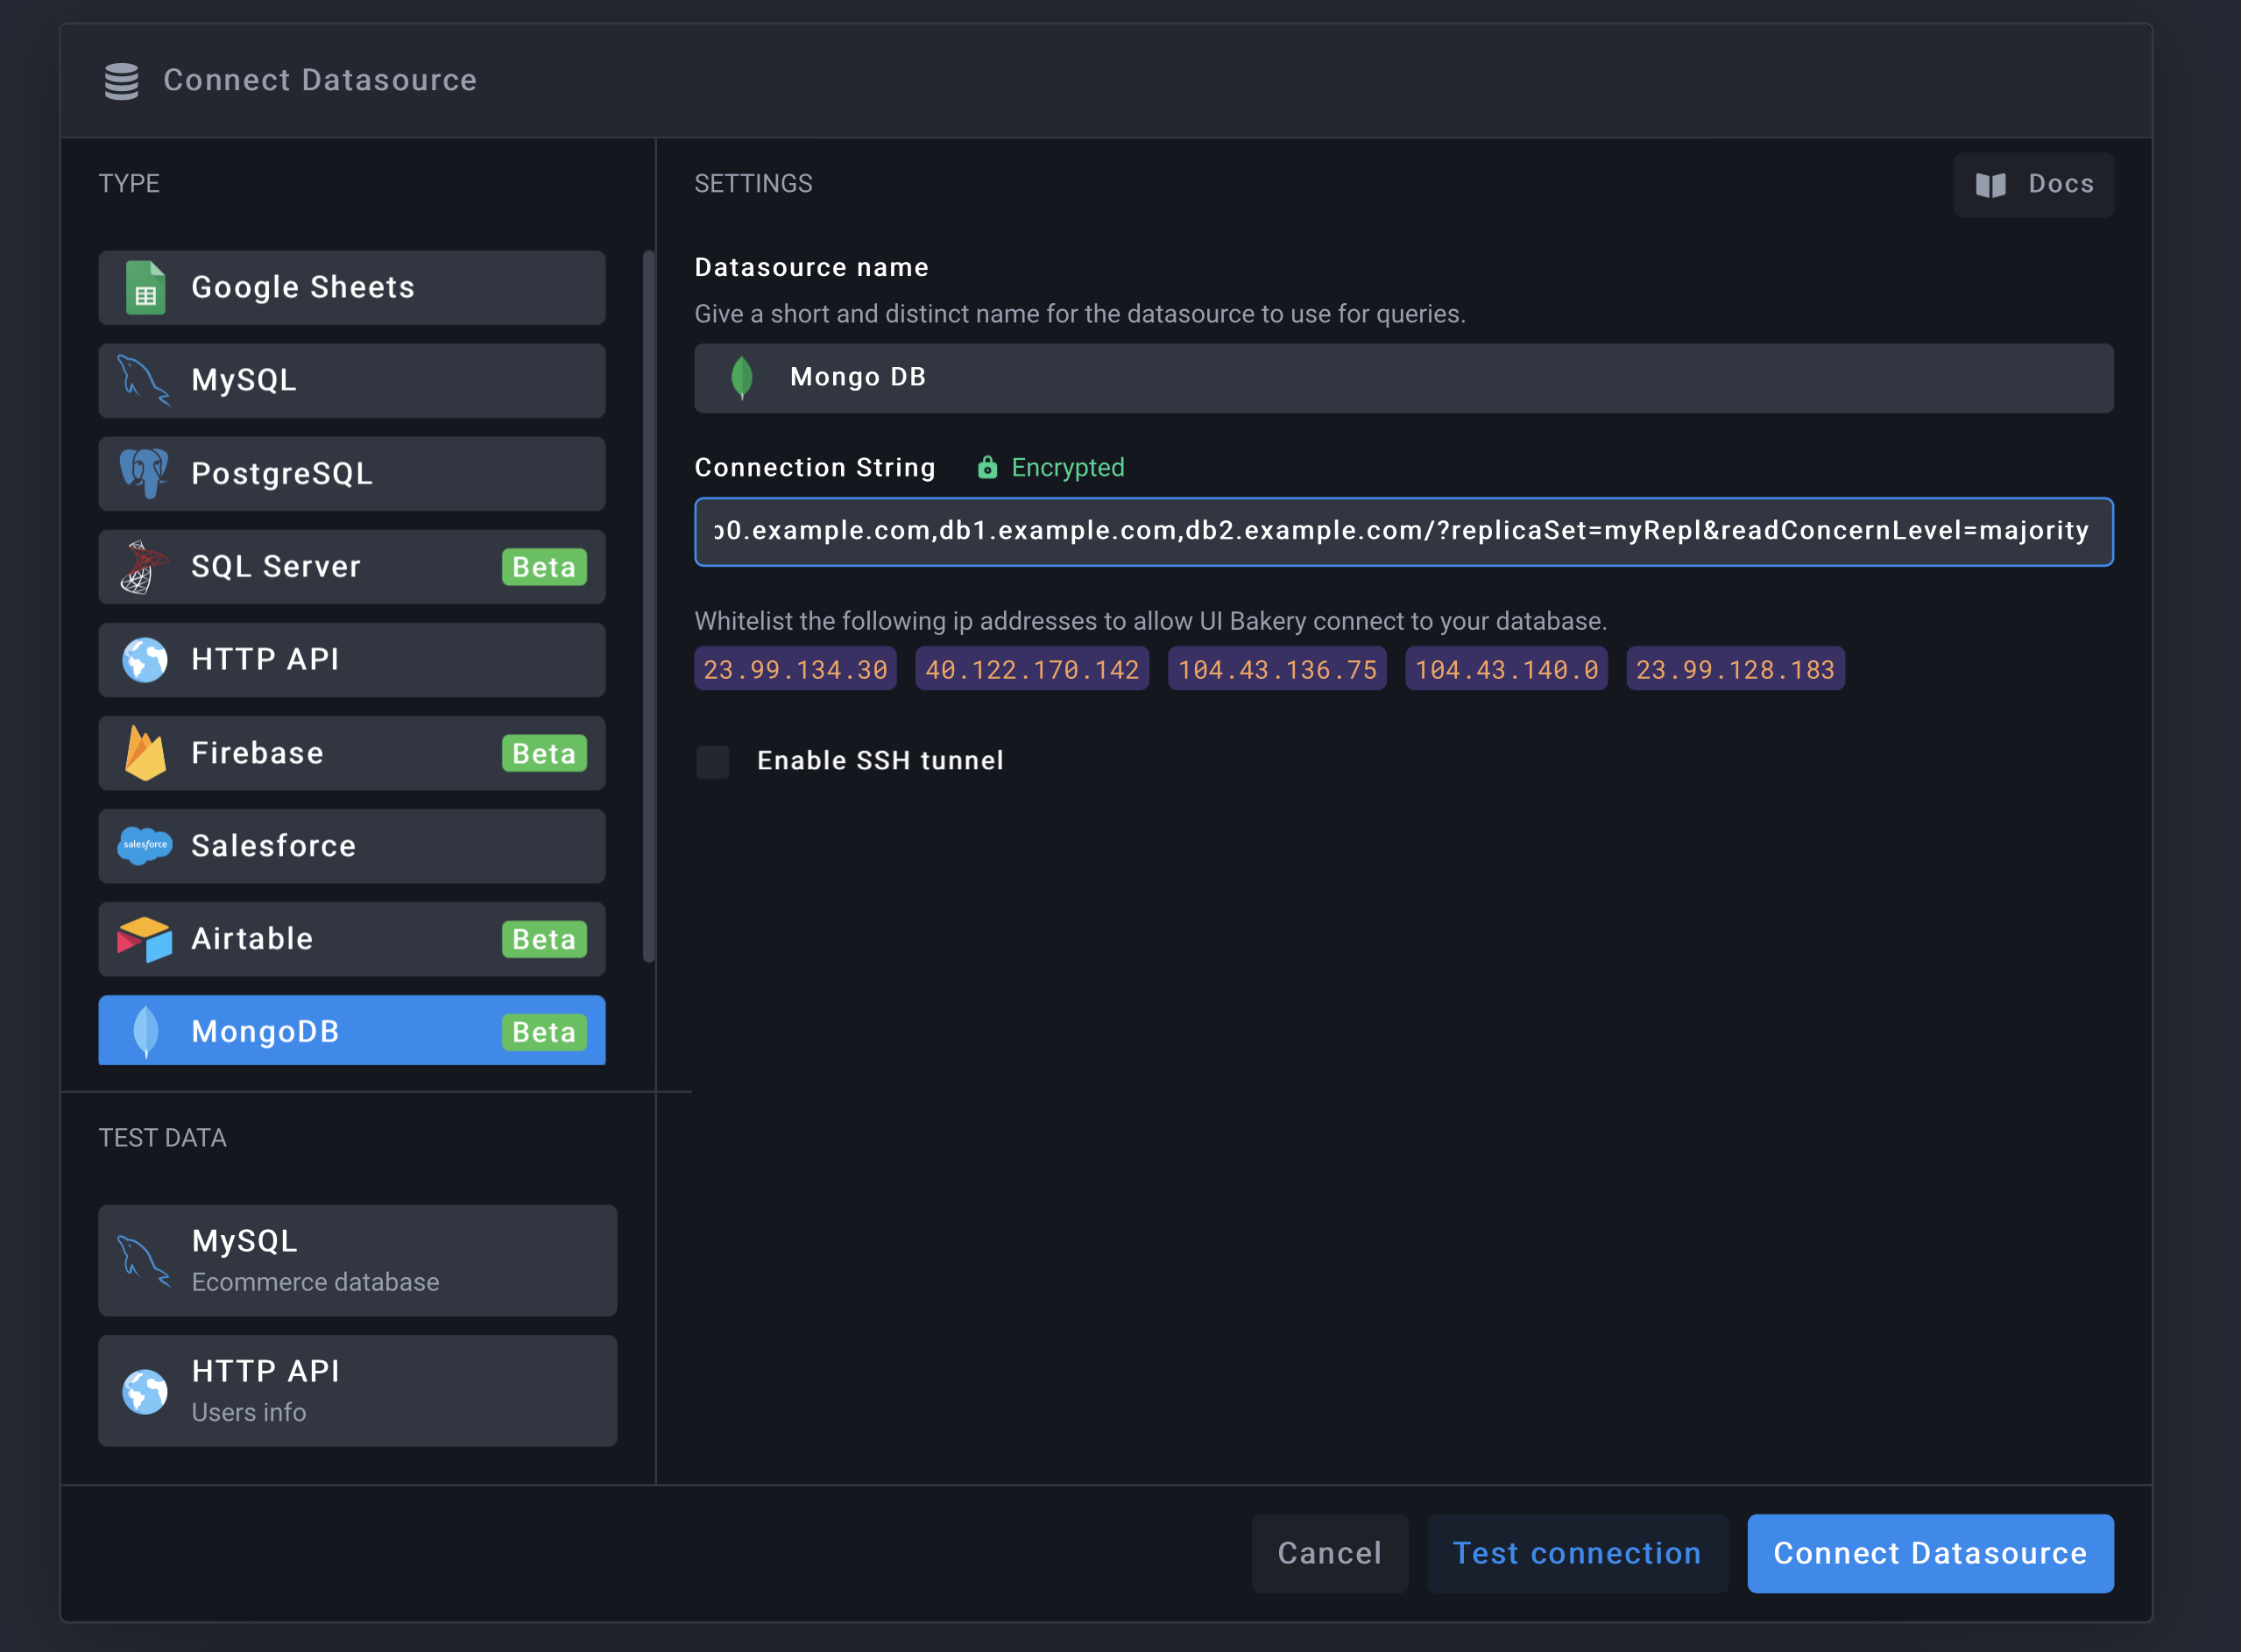 Connect Datasource
TYPE
Google Sheets
MySQL
PostgreSQL
SQL Server Beta
HTTP API
Firebase Beta
salesforce Salesforce
Airtable Beta
MongoDB Beta
TEST DATA
MySQL
Ecommerce database
HTTP API
Users info
SETTINGS
Docs
Datasource name
Give a short and distinct name for the datasource to use for queries.
Mongo DB
Connection String Encrypted
b0.example.com,db1.example.com,db2.example.com/?replicaSet=myRepl&readConcernLevel=majority
Whitelist the following ip addresses to allow UI Bakery connect to your database.
23.99.134.30 40.122.170.142 104.43.136.75 104.43.140.0 23.99.128.183
Enable SSH tunnel
Cancel Test connection Connect Datasource